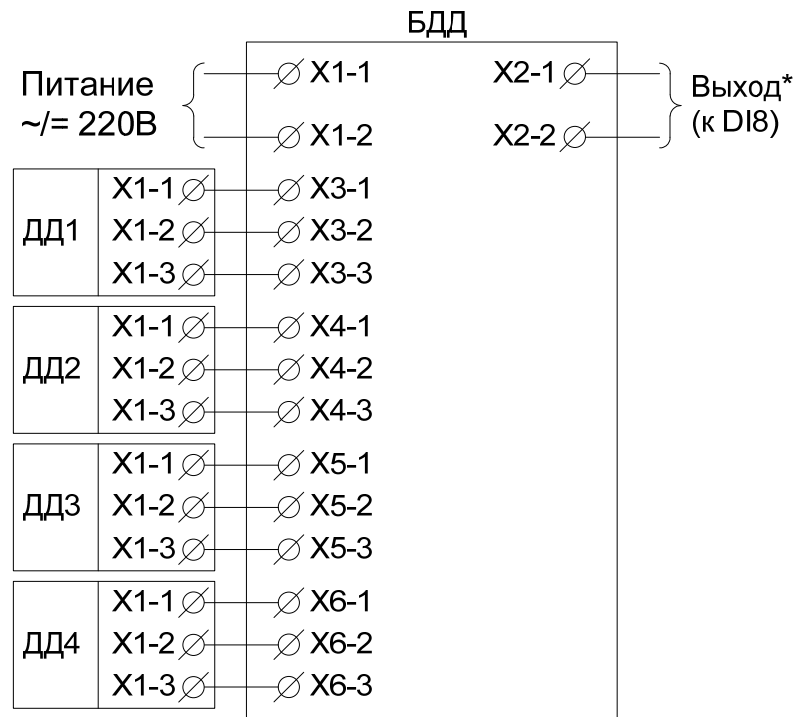 БДД
Питание
~/= 220В
X1-1
X1-2
X2-1
X2-2
Выход*
(к DI8)
ДД1
X1-1
X1-2
X1-3
X3-1
X3-2
X3-3
ДД2
X1-1
X1-2
X1-3
X4-1
X4-2
X4-3
ДД3
X1-1
X1-2
X1-3
X5-1
X5-2
X5-3
ДД4
X1-1
X1-2
X1-3
X6-1
X6-2
X6-3